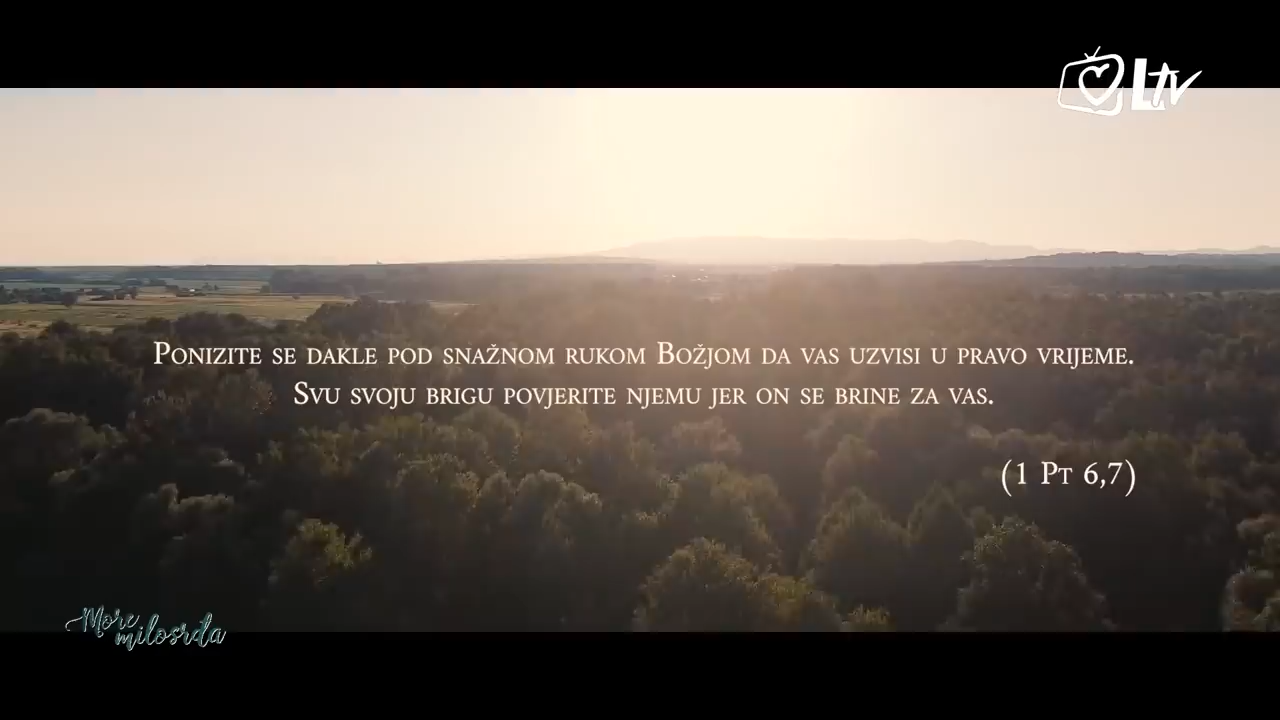 LTV
Ponizite se dakle pod snažnom rukom Božjom da vas uzvisi u pravo vrijeme.
Svu svoju brigu povjerite njemu jer on se brine za vas.
(1 Pt 6,7)
More
milosrđa